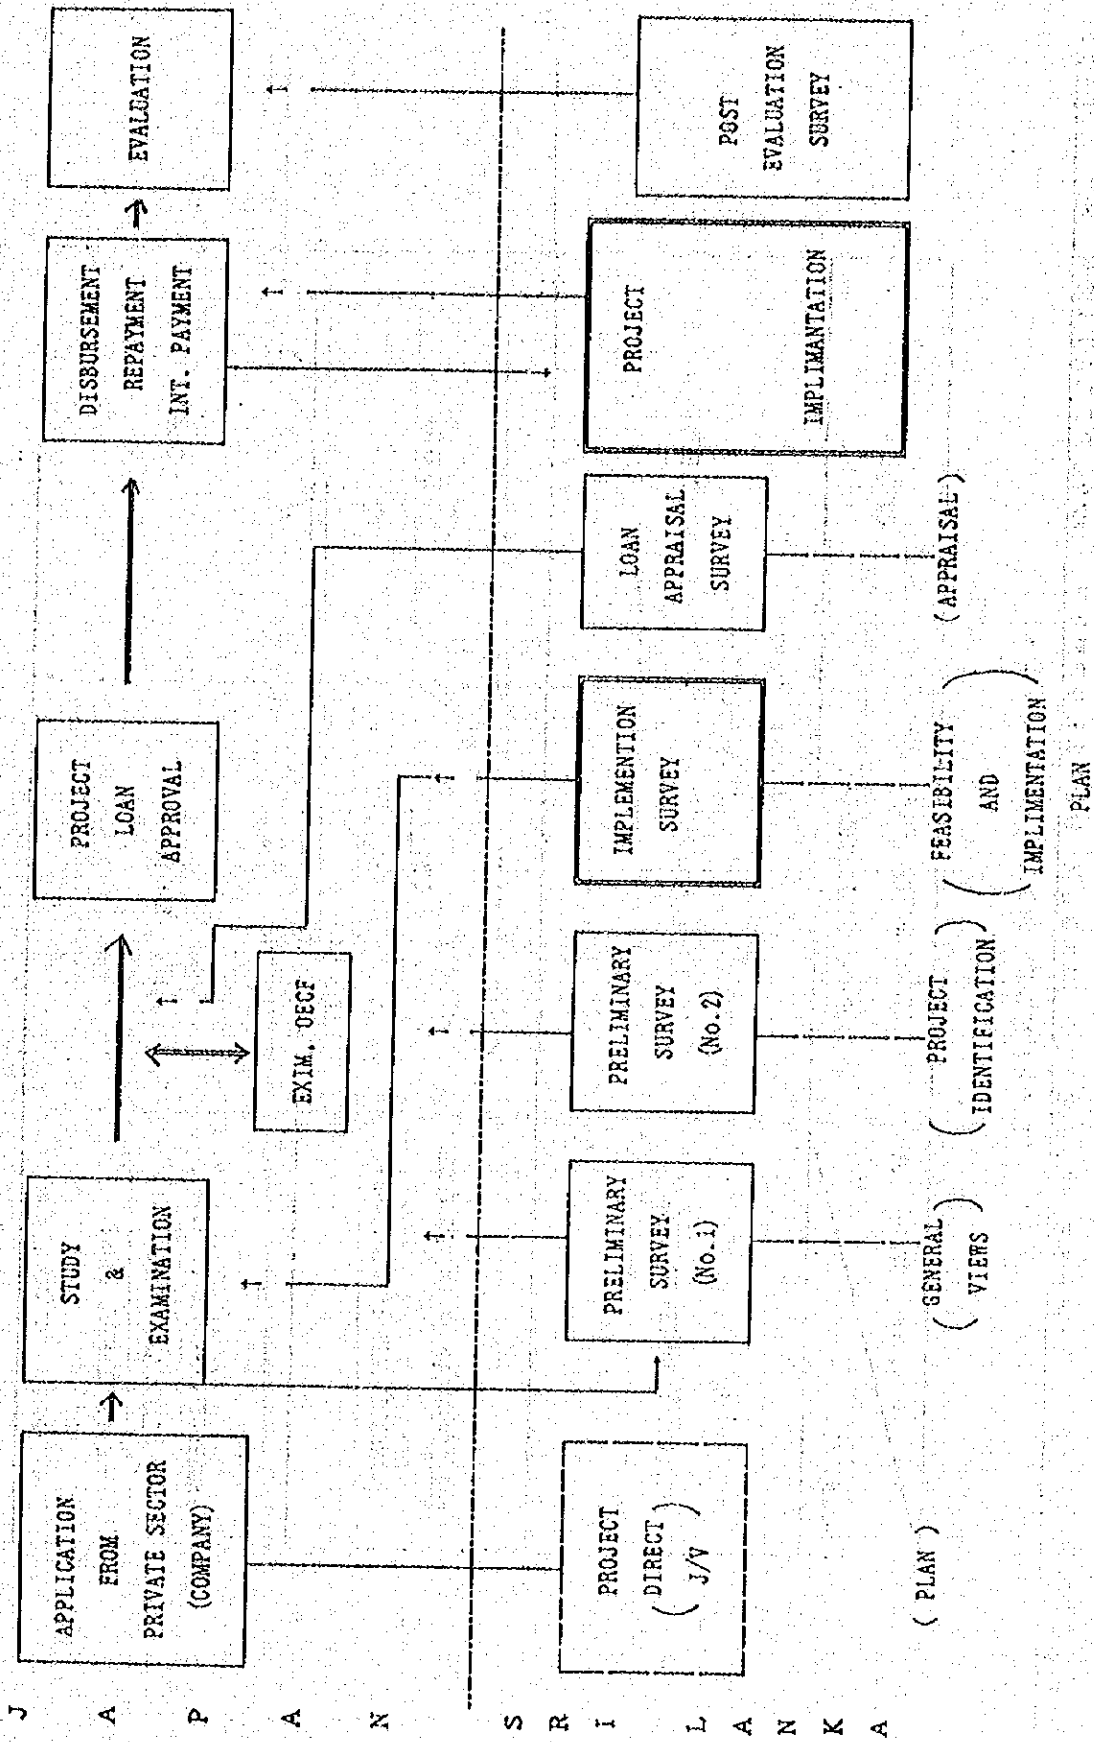 JAPAN
APPLICATION
FROM
PRIVATE SECTOR
(COMPANY)
STUDY
&
EXAMINATION
EXIM. OECF
PROJECT
LOAN
APPROVAL
DISBURSEMENT
REPAYMENT
INT. PAYMENT
EVALUATION
SRI LANKA
PROJECT
(DIRECT
J/V)
PRELIMINARY
SURVEY
(No.1)
PRELIMINARY
SURVEY
(No.2)
IMPLEMENTION
SURVEY
LOAN
APPRAISAL
SURVEY
PROJECT
IMPLIMANTATION
POST
EVALUATION
SURVEY
(PLAN)
(GENERAL
VIEWS)
(PROJECT
IDENTIFICATION)
(FEASIBILITY
AND
IMPLIMENTATION)
PLAN
(APPRAISAL)